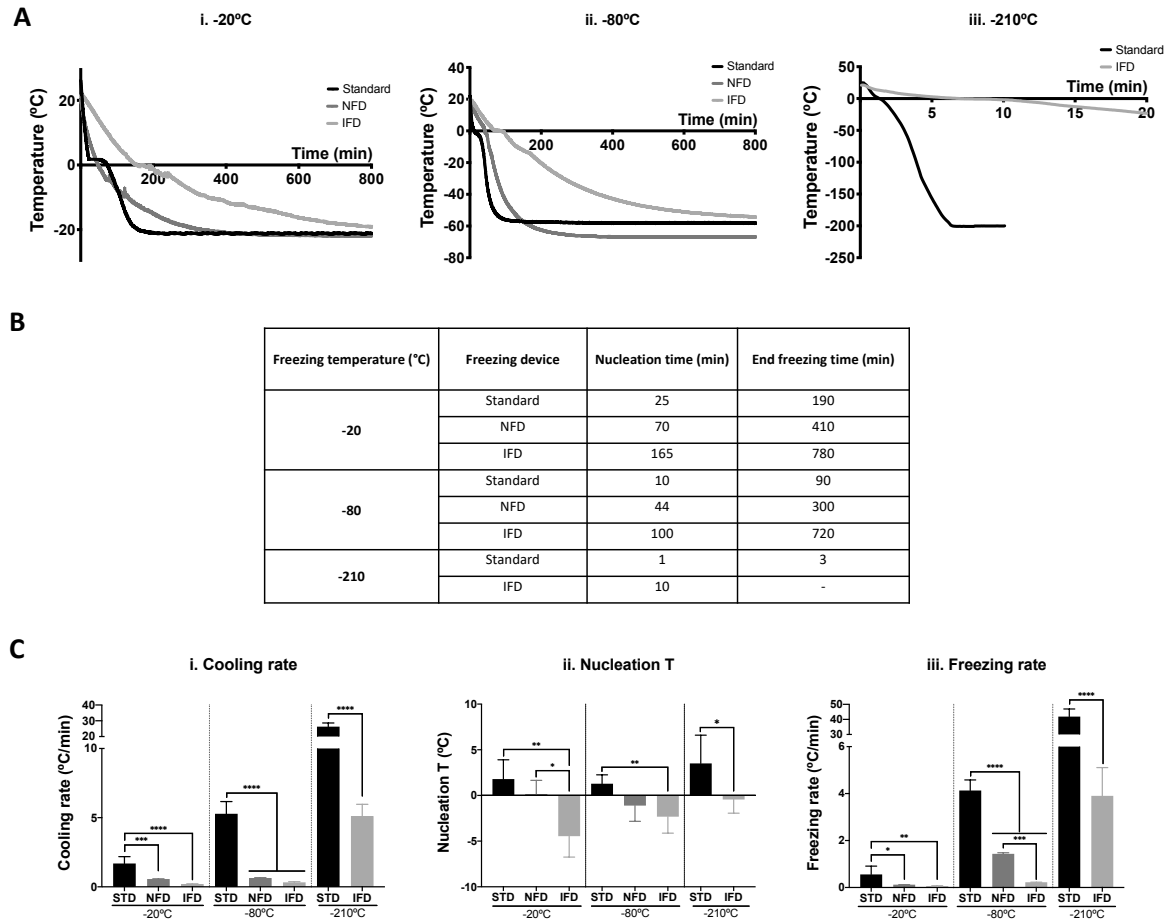 A
i. -20ºC
ii. -80ºC
iii. -210ºC
Temperature (ºC)
20
0
-20
Standard
NFD
IFD
Time (min)
200 400 600 800
Temperature (ºC)
40
20
0
-20
-40
-60
-80
Standard
NFD
IFD
Time (min)
200 400 600 800
Temperature (ºC)
50
0
-50
-100
-150
-200
-250
Standard
IFD
Time (min)
5 10 15 20
B
Freezing temperature (°C) Freezing device Nucleation time (min) End freezing time (min)
-20 Standard 25 190
NFD 70 410
IFD 165 780
-80 Standard 10 90
NFD 44 300
IFD 100 720
-210 Standard 1 3
IFD 10 -
C
i. Cooling rate
ii. Nucleation T
iii. Freezing rate
Cooling rate (ºC/min)
40
30
20
10
5
0
*** **** **** ****
STD NFD IFD STD NFD IFD STD IFD
-20ºC -80ºC -210ºC
Nucleation T (ºC)
10
5
0
-5
-10
** * ** *
STD NFD IFD STD NFD IFD STD IFD
-20ºC -80ºC -210ºC
Freezing rate (ºC/min)
50
40
30
20
6
4
2
0
* ** **** *** ****
STD NFD IFD STD NFD IFD STD IFD
-20ºC -80ºC -210ºC